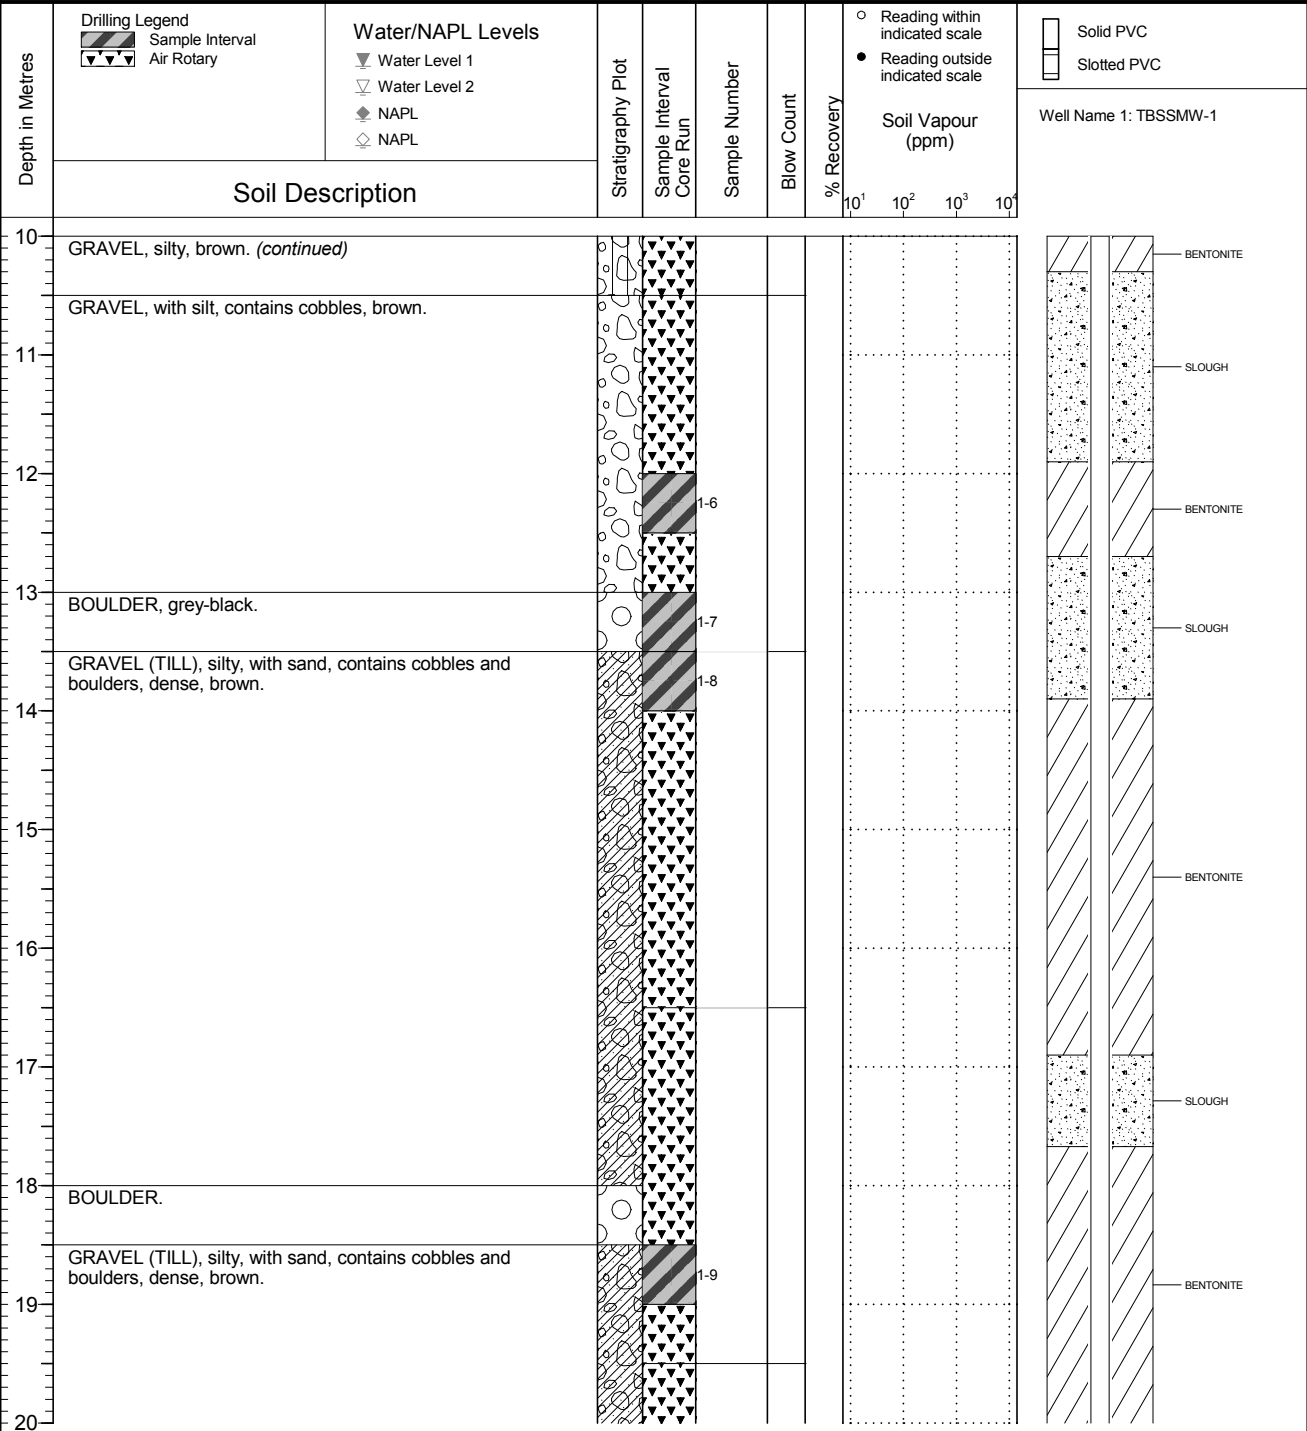 Depth in Metres
Drilling Legend
Sample Interval
Air Rotary
Water/NAPL Levels
Water Level 1
Water Level 2
NAPL
NAPL
Soil Description
Stratigraphy Plot
Sample Interval
Core Run
Sample Number
Blow Count
% Recovery
Reading within
indicated scale
Reading outside
indicated scale
Soil Vapour
(ppm)
10¹ 10² 10³ 10⁴
Solid PVC
Slotted PVC
Well Name 1: TBSSMW-1
10
GRAVEL, silty, brown. (continued)
BENTONITE
GRAVEL, with silt, contains cobbles, brown.
11
SLOUGH
12
1-6
BENTONITE
13
BOULDER, grey-black.
1-7
SLOUGH
GRAVEL (TILL), silty, with sand, contains cobbles and
boulders, dense, brown.
1-8
14
15
BENTONITE
16
17
SLOUGH
18
BOULDER.
GRAVEL (TILL), silty, with sand, contains cobbles and
boulders, dense, brown.
1-9
BENTONITE
19
20